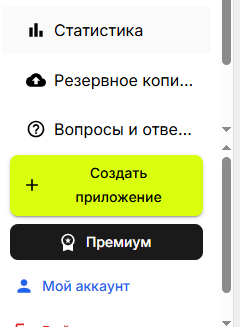 Статистика
Резервное копи...
Вопросы и отве...
Создать
приложение
Премиум
Мой аккаунт